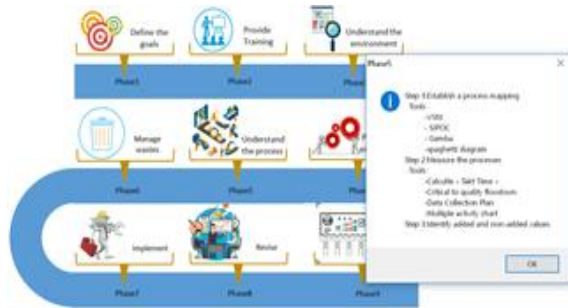 Define the
goals
Provide
Training
Understand the
environment
Phase1
Phase2
Phase5
Step 1:Establish a process mapping
Tools
-VSM
- SIPOC
- Gemba
-spaghetti diagram
Step 2:Measure the processes
Tools:
-Calculte « Takt Time »
-Critical to quality flowdown
-Data Collection Plan
-Multiple activity chart
Step 3:Identify added and non-added values
OK
Manage
wastes
Understand
the process
Phase6
Phase5
Implement
Revise
Phase7
Phase8
Phase9